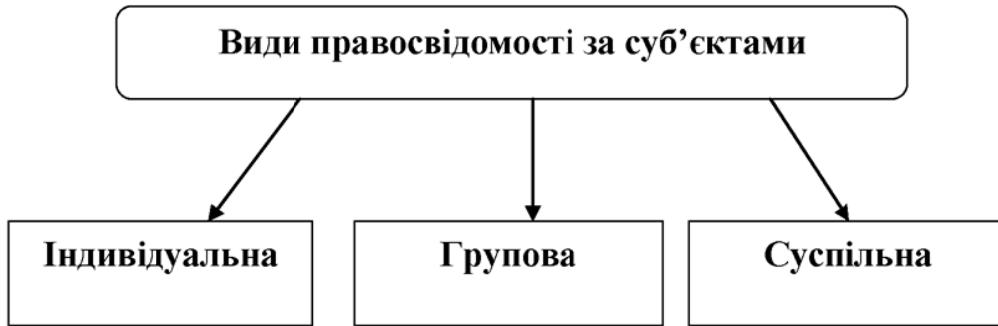 Види правосвідомості за суб’єктами
Індивідуальна
Групова
Суспільна